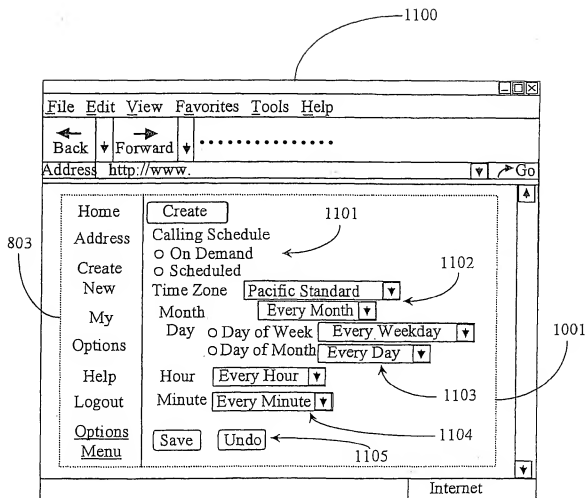 1100
File Edit View Favorites Tools Help
Back Forward
Address http://www. Go
Home Create
1101
Address Calling Schedule
803
On Demand
Create Scheduled
1102
New Time Zone Pacific Standard
My Month Every Month
Day Day of Week Every Weekday
1001
Options Day of Month Every Day
Help Hour Every Hour
1103
Logout Minute Every Minute
1104
Options Save Undo
1105
Menu
Internet